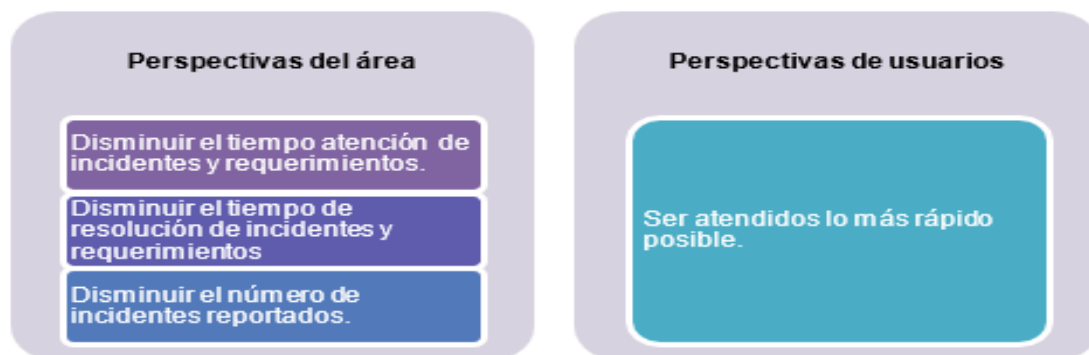 Perspectivas del área
Disminuir el tiempo atención de
incidentes y requerimientos.
Disminuir el tiempo de
resolución de incidentes y
requerimientos
Disminuir el número de
incidentes reportados.
Perspectivas de usuarios
Ser atendidos lo más rápido
posible.